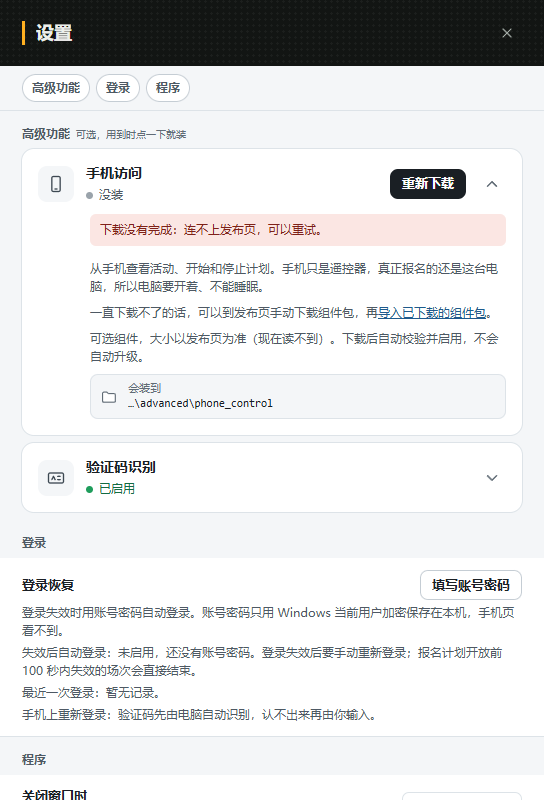 设置
高级功能
登录
程序
高级功能 可选，用到时点一下就装
手机访问
没装
重新下载
下载没有完成：连不上发布页，可以重试。
从手机查看活动、开始和停止计划。手机只是遥控器，真正报名的还是这台电
脑，所以电脑要开着、不能睡眠。
一直下载不了的话，可以到发布页手动下载组件包，再导入已下载的组件包。
可选组件，大小以发布页为准（现在读不到）。下载后自动校验并启用，不会
自动升级。
会装到
…\advanced\phone_control
验证码识别
已启用
登录
登录恢复
填写账号密码
登录失效时用账号密码自动登录。账号密码只用 Windows 当前用户加密保存在本机，手机页
看不到。
失效后自动登录：未启用，还没有账号密码。登录失效后要手动重新登录；报名计划开放前
100 秒内失效的场次会直接结束。
最近一次登录：暂无记录。
手机上重新登录：验证码先由电脑自动识别，认不出来再由你输入。
程序
关闭窗口时